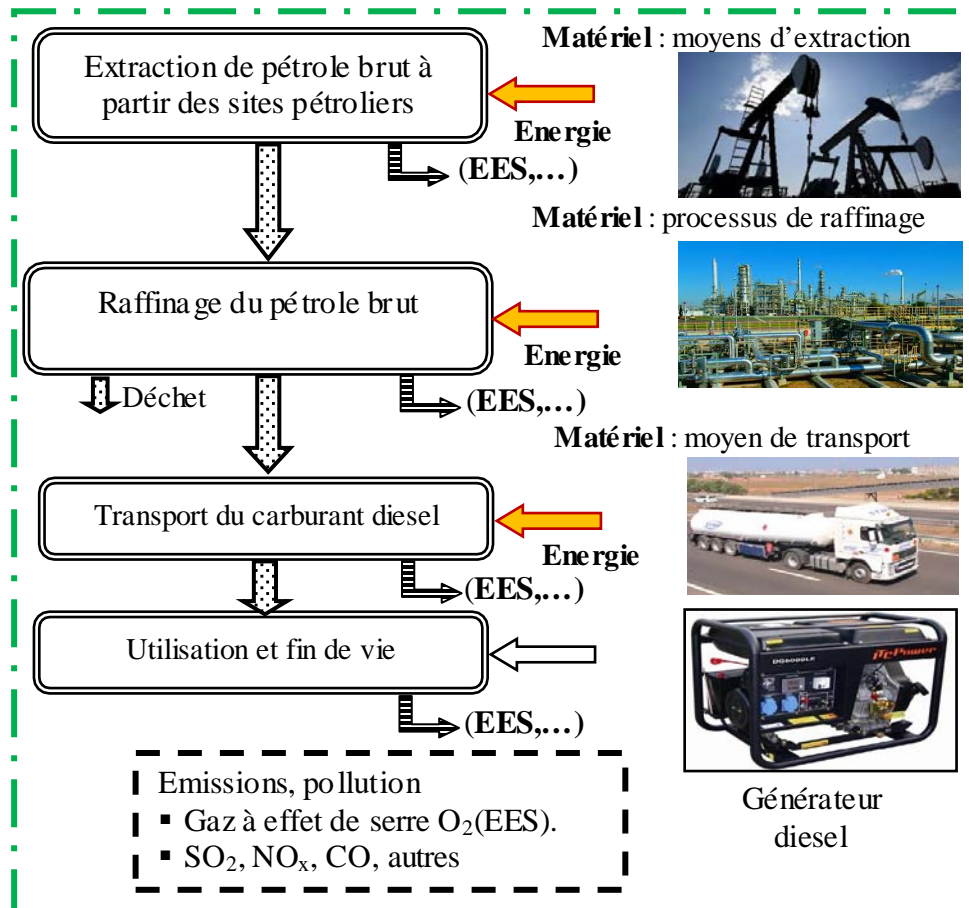 Extraction de pétrole brut à
partir des sites pétroliers
Matériel : moyens d'extraction
Energie
(EES,…)
Matériel : processus de raffinage
Raffinage du pétrole brut
Energie
Déchet
(EES,…)
Matériel : moyen de transport
Transport du carburant diesel
Energie
(EES,…)
Utilisation et fin de vie
(EES,…)
DG6000LE
iTcPower
Emissions, pollution
▪ Gaz à effet de serre O₂(EES).
▪ SO₂, NOₓ, CO, autres
Générateur
diesel